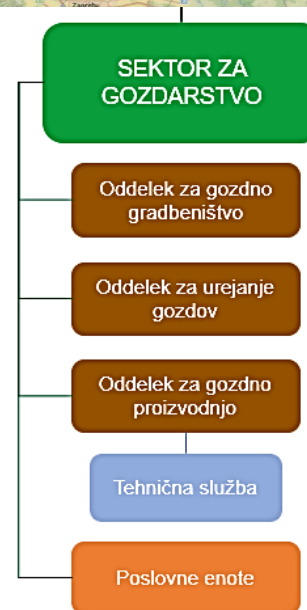 Zagrebu
SEKTOR ZA
GOZDARSTVO
Oddelek za gozdno
gradbeništvo
Oddelek za urejanje
gozdov
Oddelek za gozdno
proizvodnjo
Tehnična služba
Poslovne enote